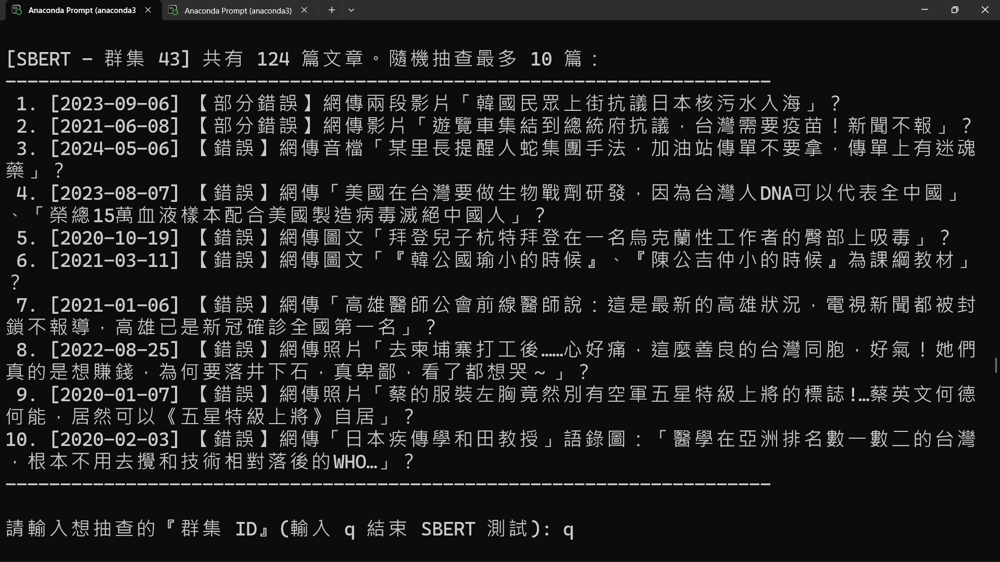 Anaconda Prompt (anaconda3
Anaconda Prompt (anaconda3)
[SBERT - 群集 43] 共有 124 篇文章。隨機抽查最多 10 篇：
----------------------------------------------------------------------
1. [2023-09-06] 【部分錯誤】網傳兩段影片「韓國民眾上街抗議日本核污水入海」？
2. [2021-06-08] 【部分錯誤】網傳影片「遊覽車集結到總統府抗議，台灣需要疫苗！新聞不報」？
3. [2024-05-06] 【錯誤】網傳音檔「某里長提醒人蛇集團手法，加油站傳單不要拿，傳單上有迷魂
藥」？
4. [2023-08-07] 【錯誤】網傳「美國在台灣要做生物戰劑研發，因為台灣人DNA可以代表全中國」
、「榮總15萬血液樣本配合美國製造病毒滅絕中國人」？
5. [2020-10-19] 【錯誤】網傳圖文「拜登兒子杭特拜登在一名烏克蘭性工作者的臀部上吸毒」？
6. [2021-03-11] 【錯誤】網傳圖文「『韓公國瑜小的時候』、『陳公吉仲小的時候』為課綱教材」
？
7. [2021-01-06] 【錯誤】網傳「高雄醫師公會前線醫師說：這是最新的高雄狀況，電視新聞都被封
鎖不報導，高雄已是新冠確診全國第一名」？
8. [2022-08-25] 【錯誤】網傳照片「去柬埔寨打工後……心好痛，這麼善良的台灣同胞，好氣！她們
真的是想賺錢，為何要落井下石，真卑鄙，看了都想哭~」？
9. [2020-01-07] 【錯誤】網傳照片「蔡的服裝左胸竟然別有空軍五星特級上將的標誌!…蔡英文何德
何能，居然可以《五星特級上將》自居」？
10. [2020-02-03] 【錯誤】網傳「日本疾傳學和田教授」語錄圖：「醫學在亞洲排名數一數二的台灣
，根本不用去攪和技術相對落後的WHO…」？
----------------------------------------------------------------------
請輸入想抽查的『群集 ID』(輸入 q 結束 SBERT 測試): q